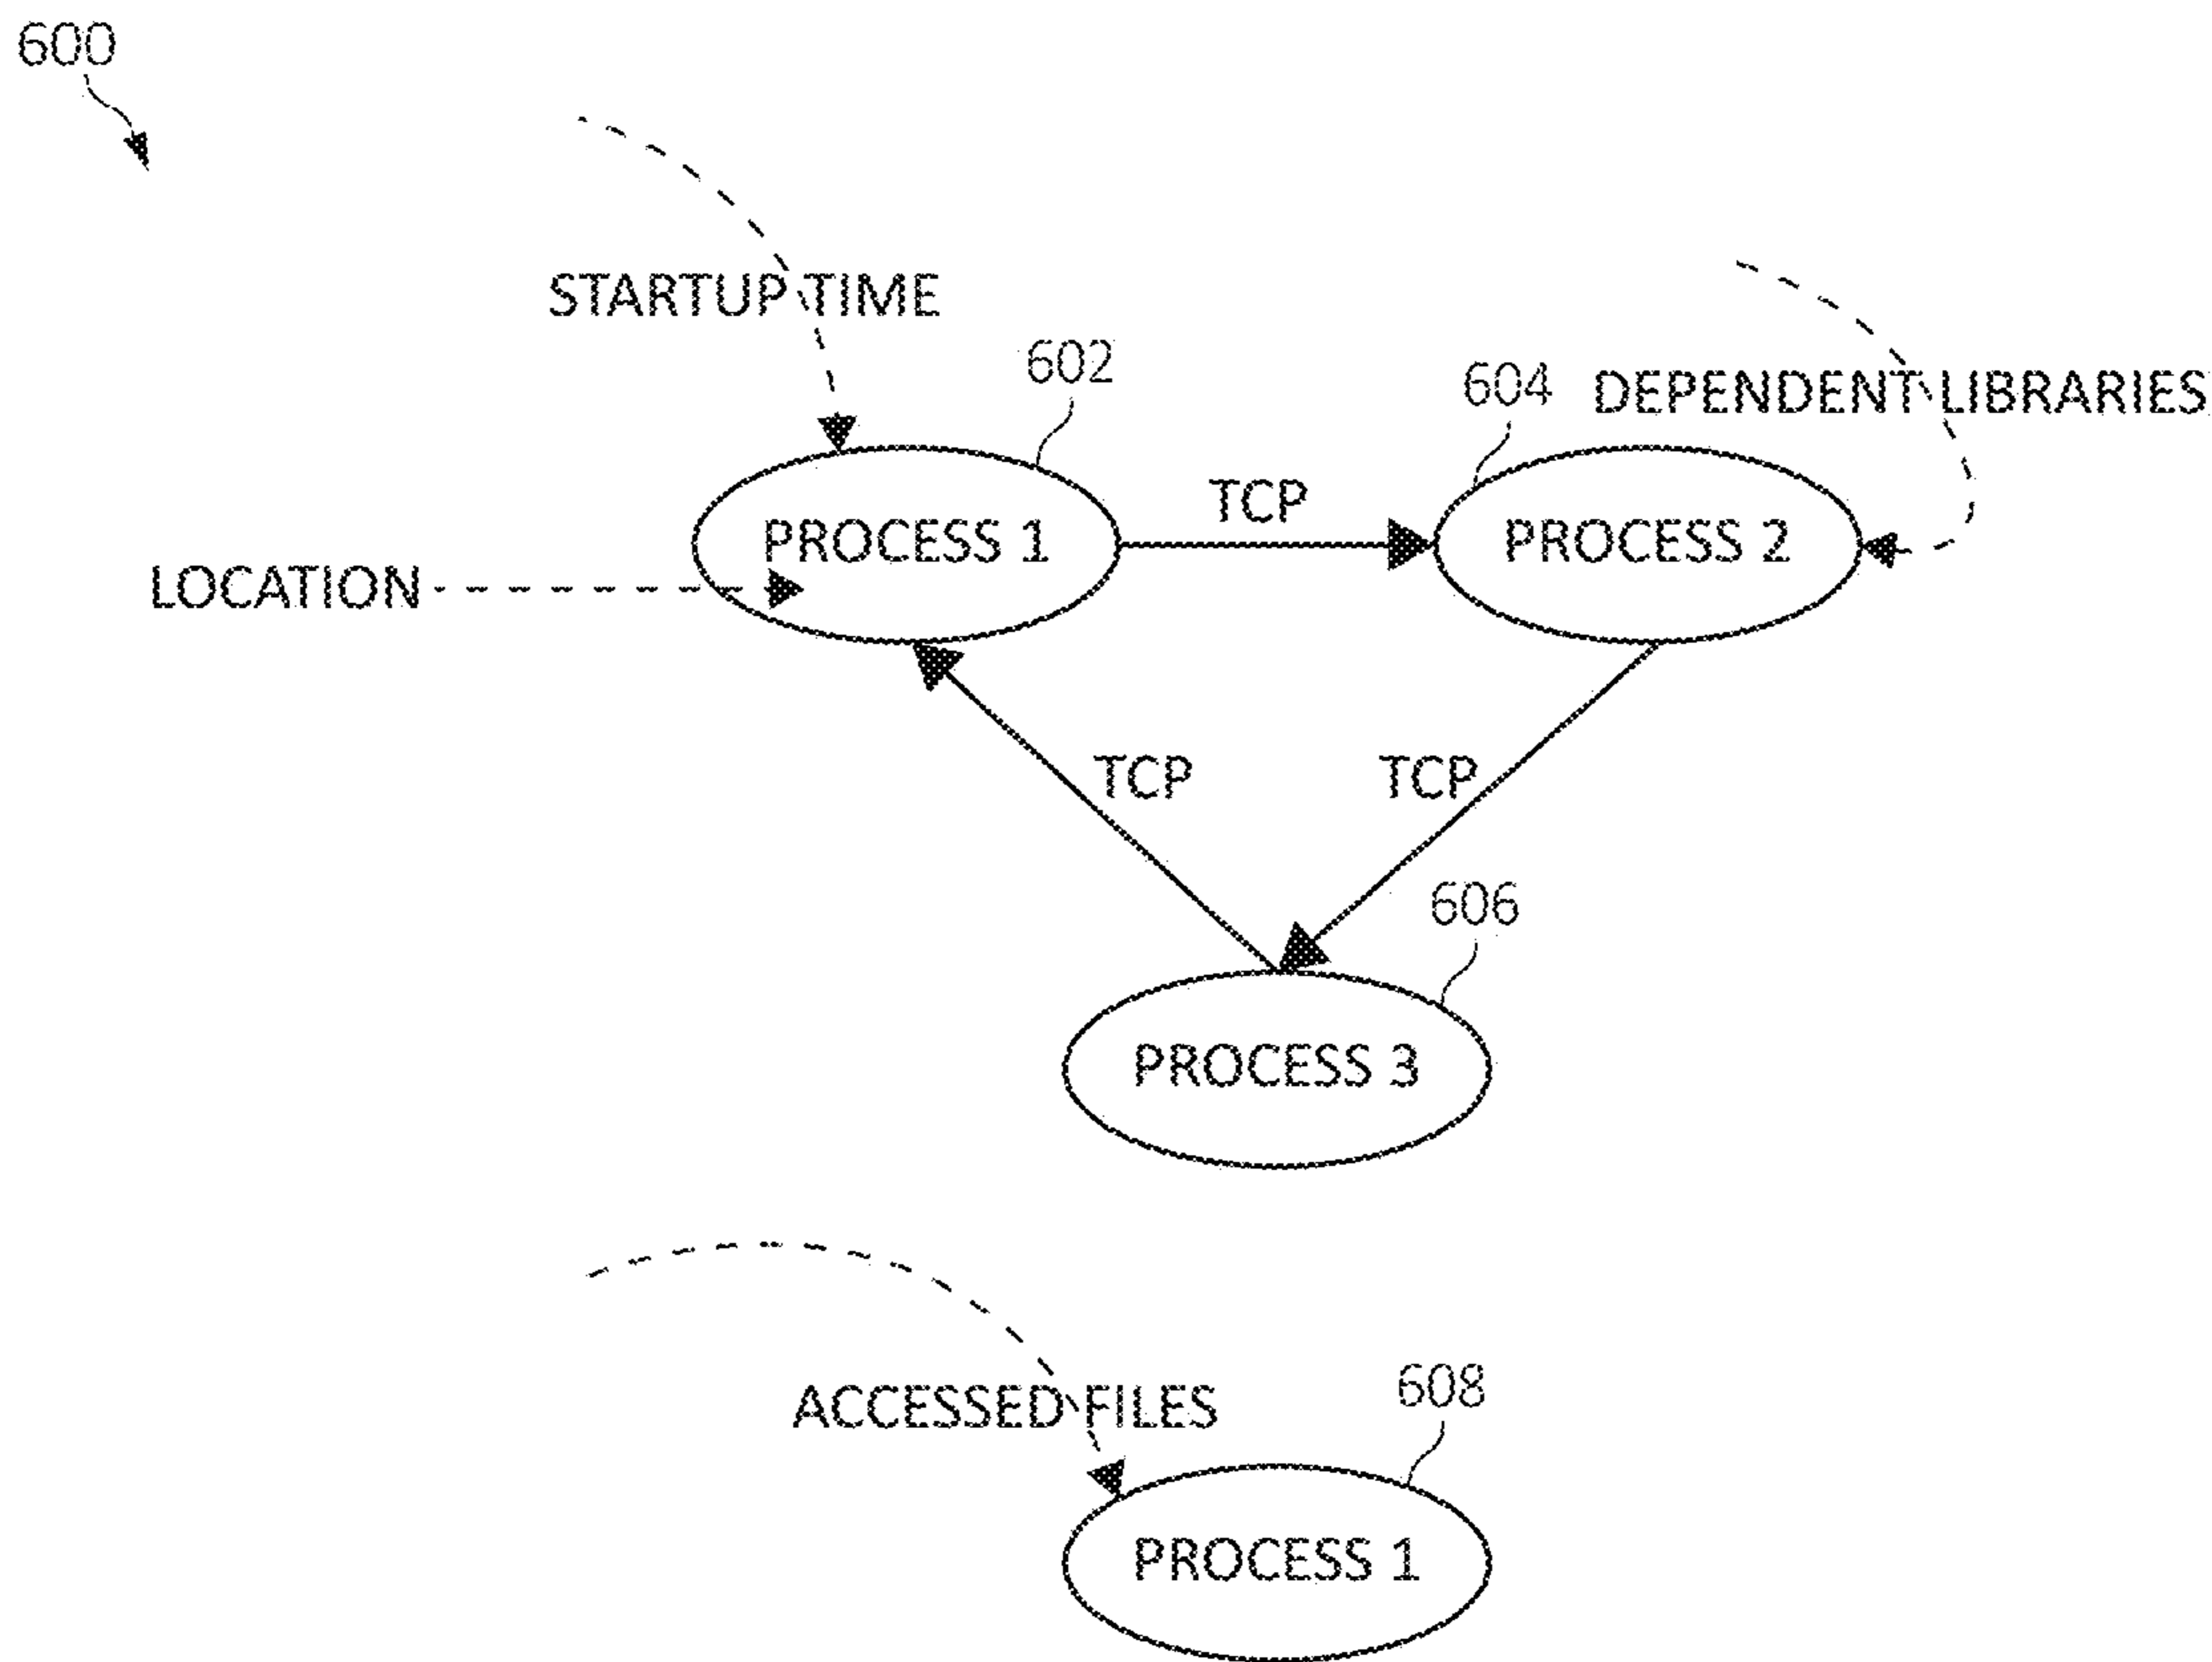 600
STARTUP TIME
602
604
DEPENDENT LIBRARIES
TCP
PROCESS 1
PROCESS 2
LOCATION
TCP
TCP
606
PROCESS 3
ACCESSED FILES
608
PROCESS 1